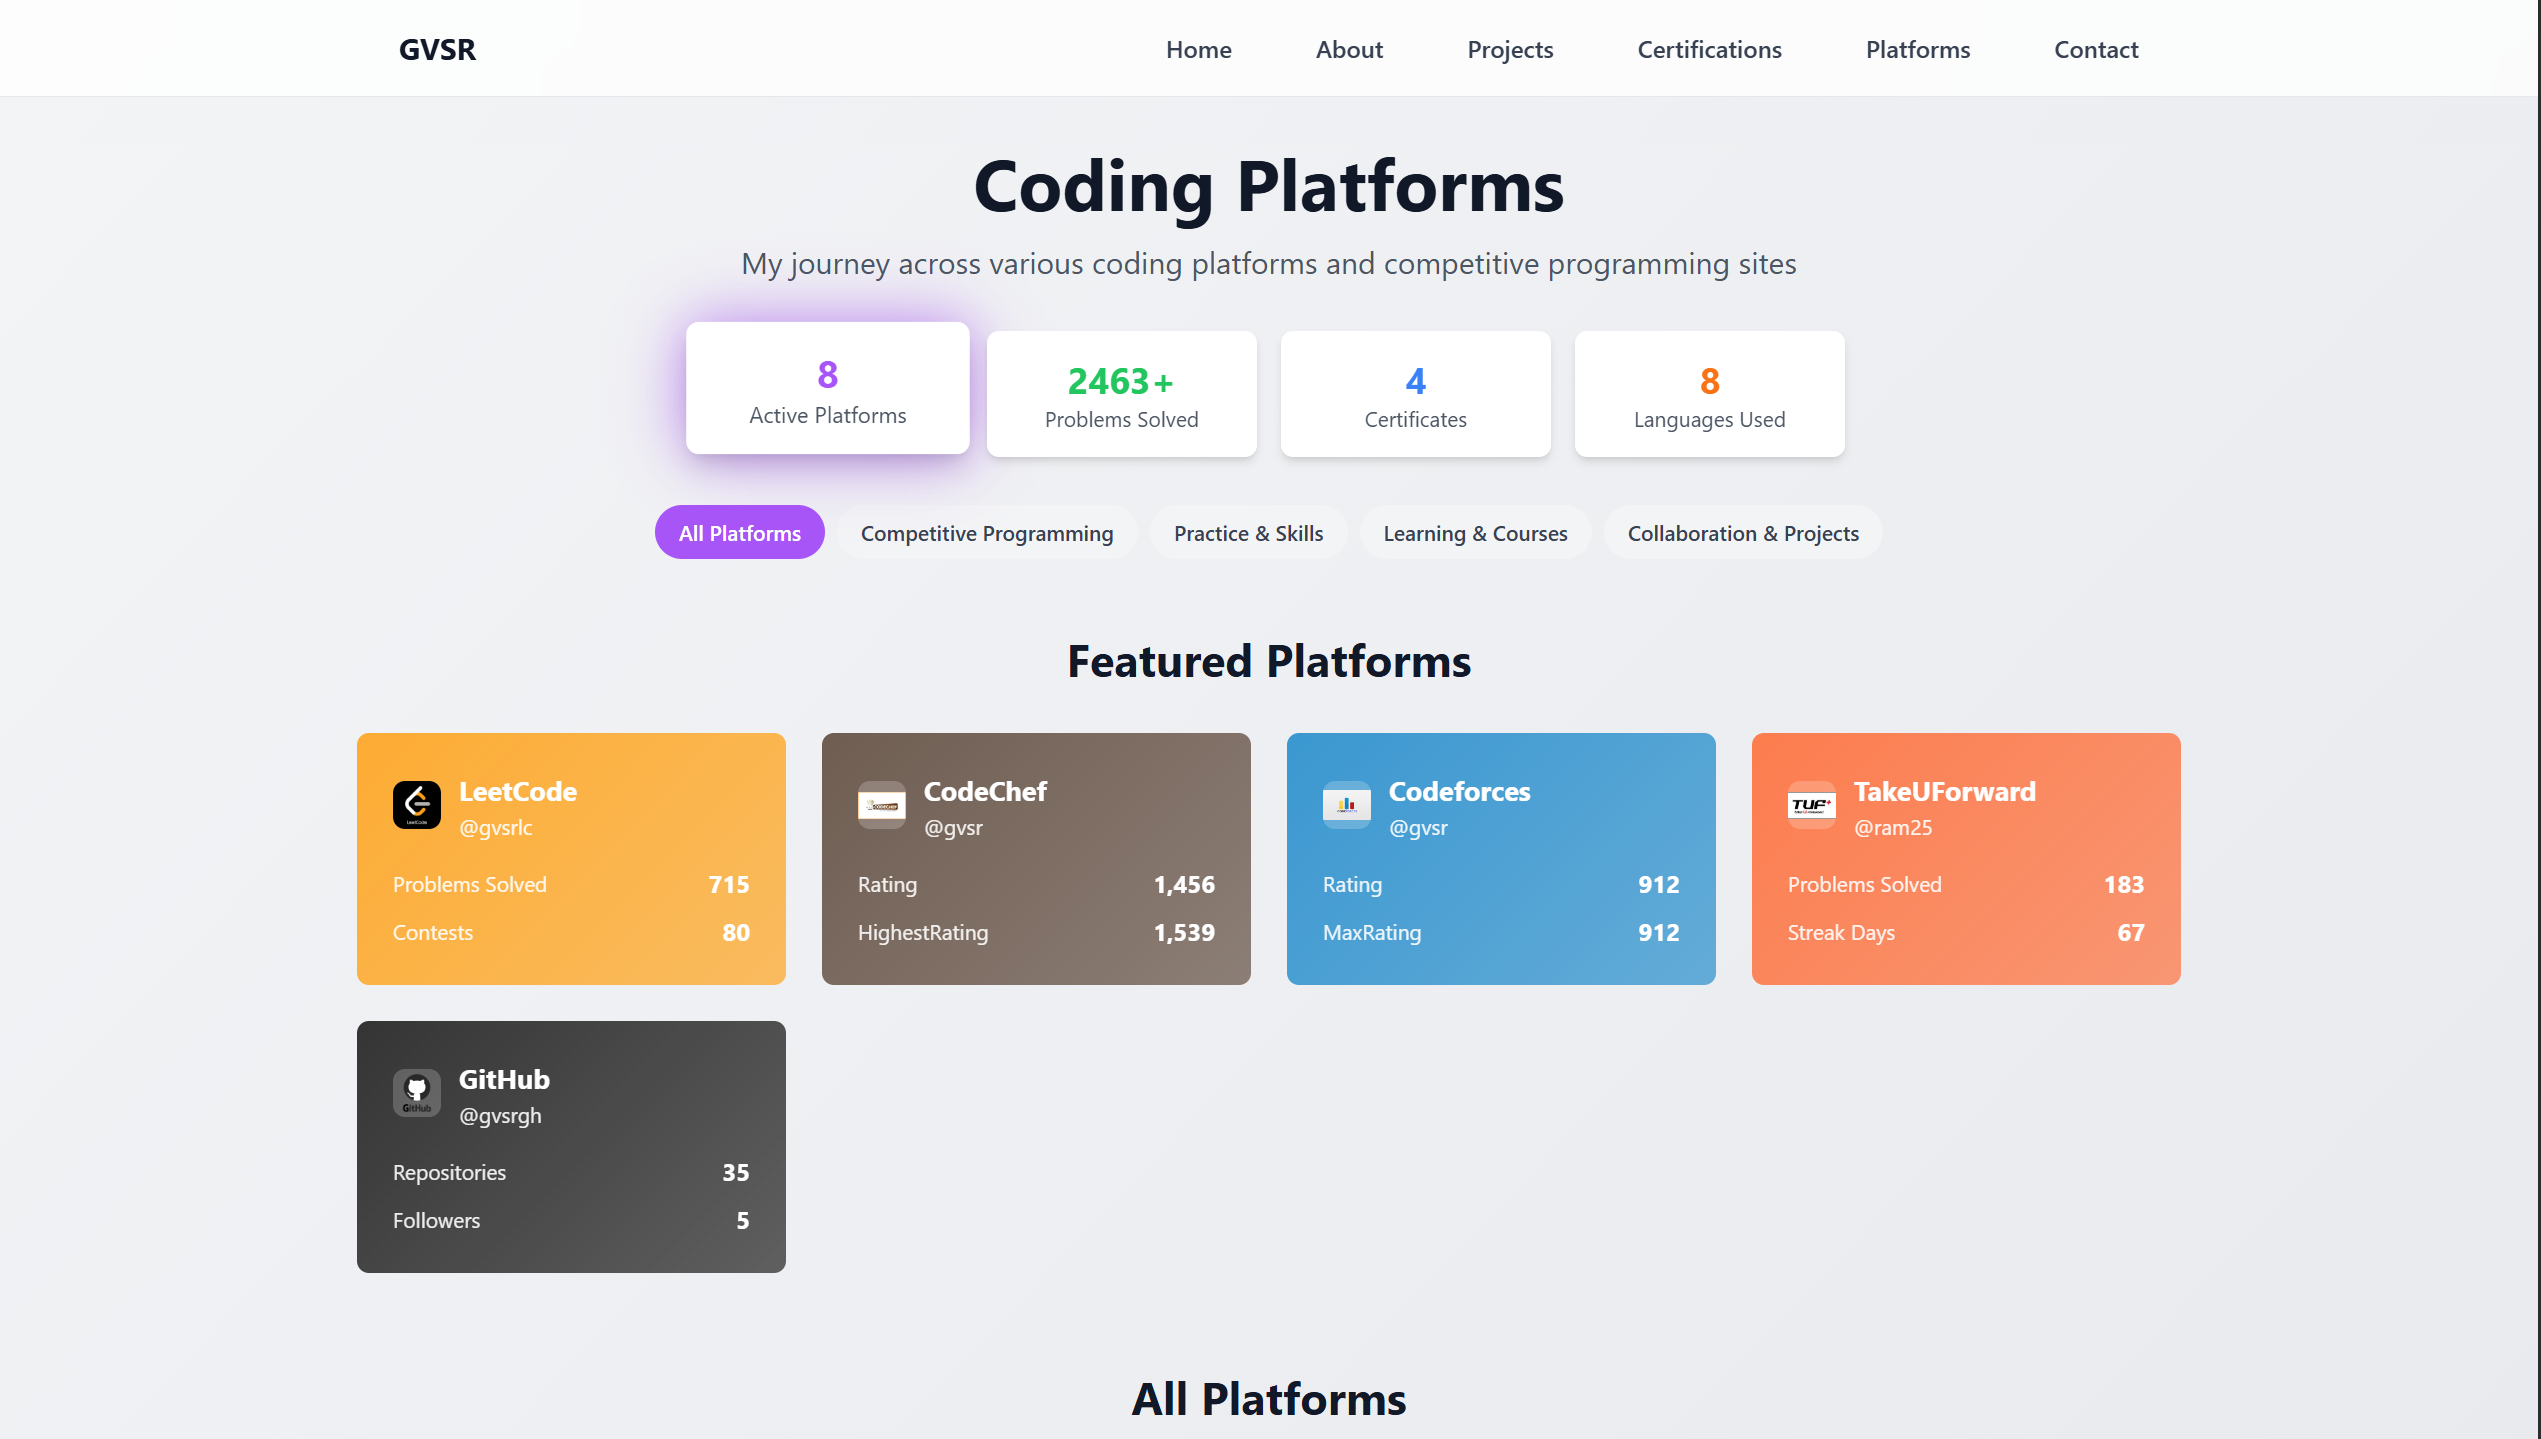 GVSR
Home
About
Projects
Certifications
Platforms
Contact
Coding Platforms
My journey across various coding platforms and competitive programming sites
8
Active Platforms
2463+
Problems Solved
4
Certificates
8
Languages Used
All Platforms
Competitive Programming
Practice & Skills
Learning & Courses
Collaboration & Projects
Featured Platforms
LeetCode
LeetCode
@gvsrlc
Problems Solved 715
Contests 80
CODECHEF
CodeChef
@gvsr
Rating 1,456
HighestRating 1,539
Codeforces
@gvsr
Rating 912
MaxRating 912
TUF+
TakeUForward
@ram25
Problems Solved 183
Streak Days 67
GitHub
GitHub
@gvsrgh
Repositories 35
Followers 5
All Platforms